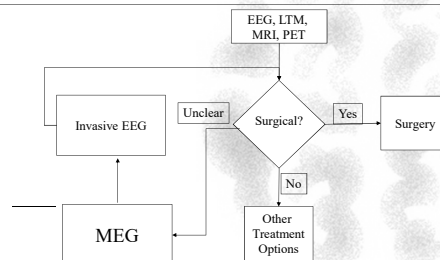 EEG, LTM,
MRI, PET
Unclear
Surgical?
Yes
Surgery
Invasive EEG
No
MEG
Other
Treatment
Options